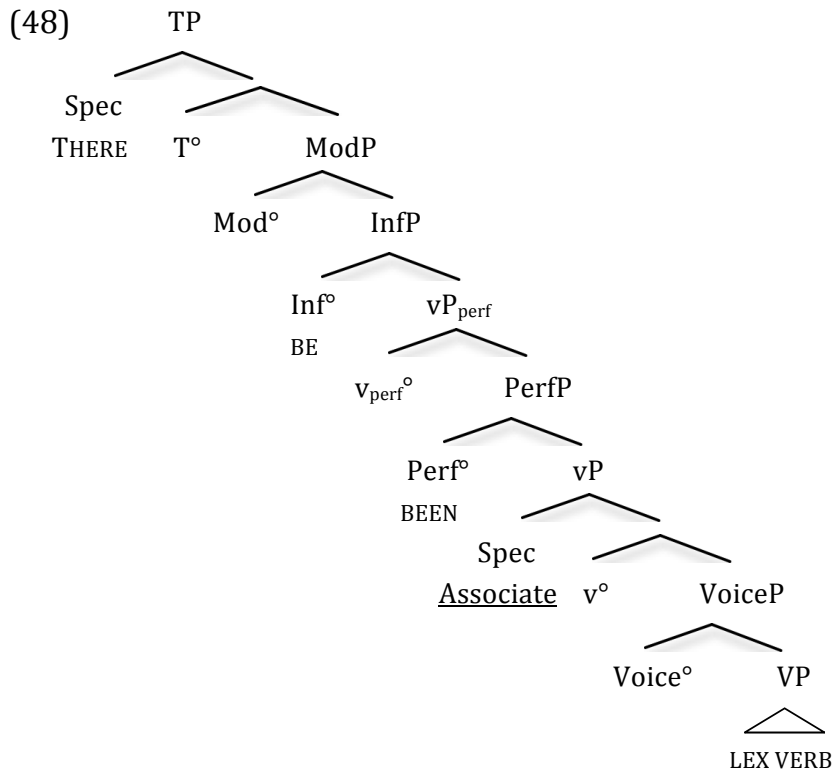 (48) TP
Spec
THERE T° ModP
Mod° InfP
Inf° vPperf
BE
vperf° PerfP
Perf° vP
BEEN
Spec
Associate v° VoiceP
Voice° VP
LEX VERB